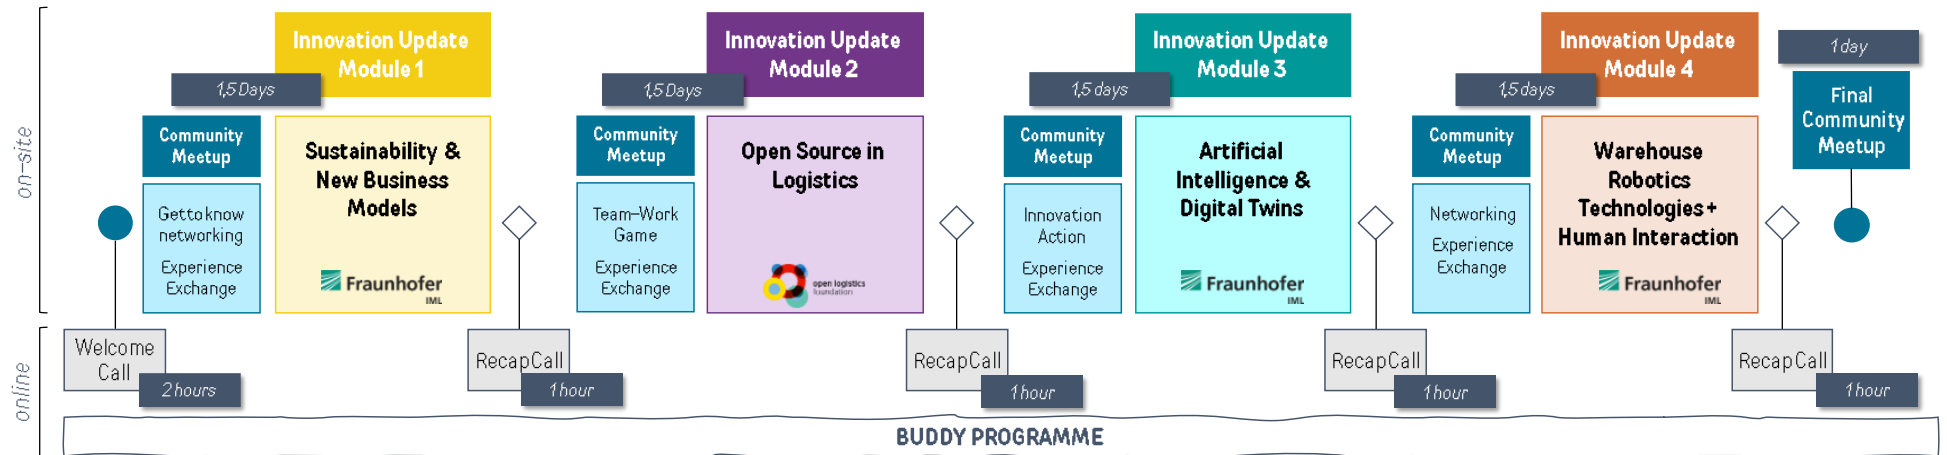 on-site
Innovation Update
Module 1
1,5 Days
Community
Meetup
Get to know
networking
Experience
Exchange
Sustainability &
New Business
Models
Fraunhofer
IML
Innovation Update
Module 2
1,5 Days
Community
Meetup
Team-Work
Game
Experience
Exchange
Open Source in
Logistics
open logistics
foundation
Innovation Update
Module 3
1,5 days
Community
Meetup
Innovation
Action
Experience
Exchange
Artificial
Intelligence &
Digital Twins
Fraunhofer
IML
Innovation Update
Module 4
1,5 days
Community
Meetup
Networking
Experience
Exchange
Warehouse
Robotics
Technologies +
Human Interaction
Fraunhofer
IML
1 day
Final
Community
Meetup
online
Welcome
Call
2 hours
Recap Call
1 hour
Recap Call
1 hour
Recap Call
1 hour
Recap Call
1 hour
BUDDY PROGRAMME